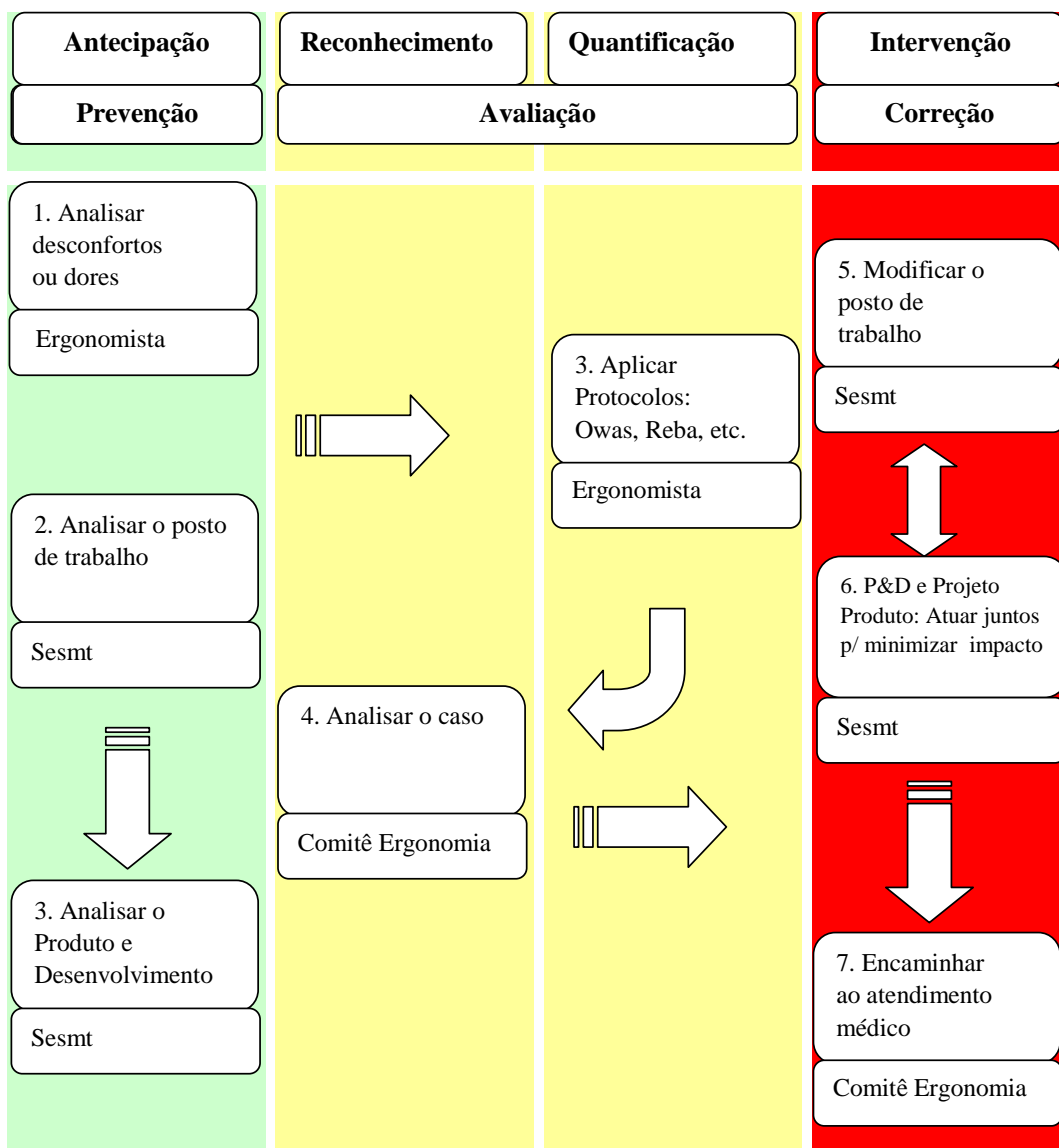 Antecipação
Reconhecimento
Quantificação
Intervenção
Prevenção
Avaliação
Correção
1. Analisar
desconfortos
ou dores
Ergonomista
2. Analisar o posto
de trabalho
Sesmt
3. Analisar o
Produto e
Desenvolvimento
Sesmt
4. Analisar o caso
Comitê Ergonomia
3. Aplicar
Protocolos:
Owas, Reba, etc.
Ergonomista
5. Modificar o
posto de
trabalho
Sesmt
6. P&D e Projeto
Produto: Atuar juntos
p/ minimizar impacto
Sesmt
7. Encaminhar
ao atendimento
médico
Comitê Ergonomia